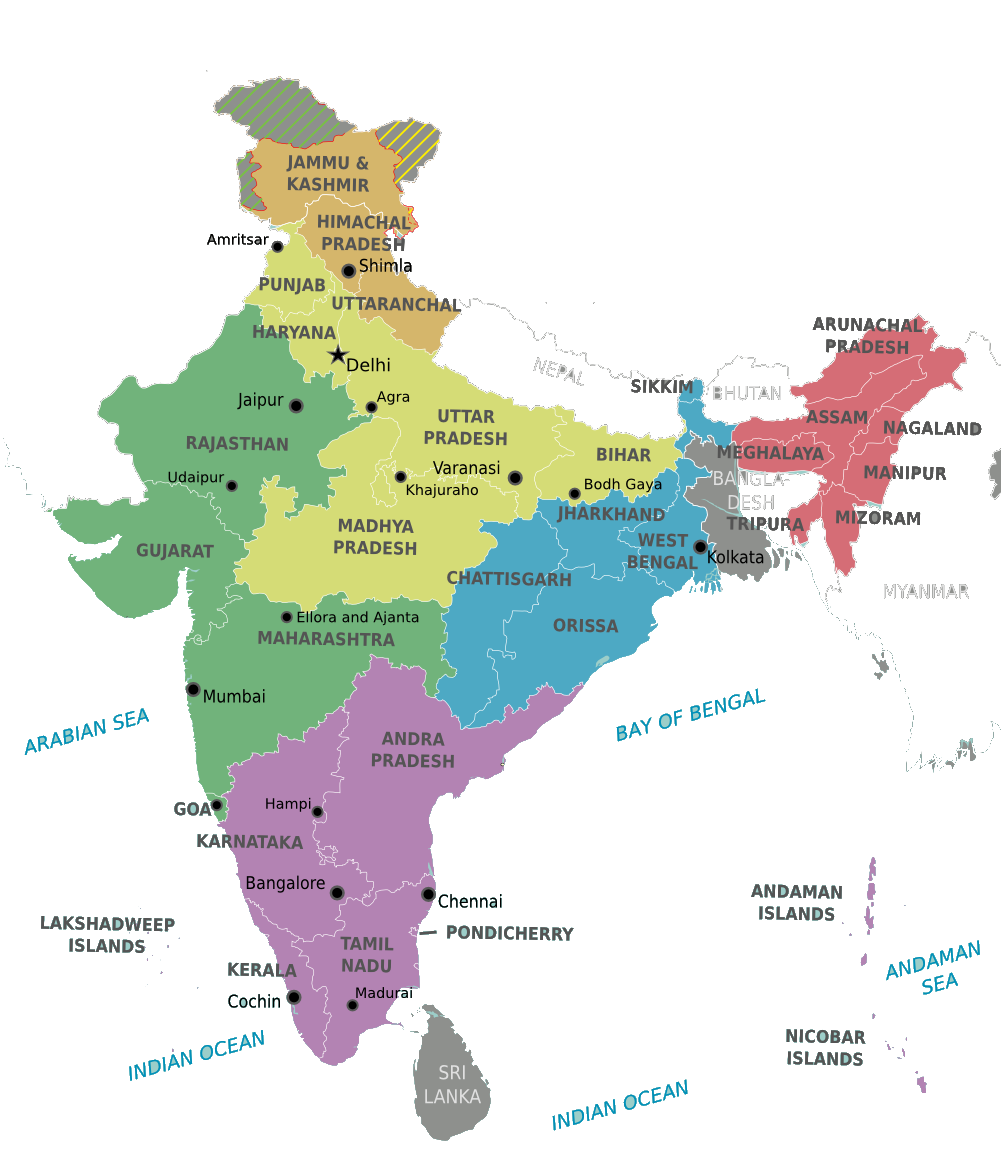 JAMMU &
KASHMIR
HIMACHAL
PRADESH
Amritsar
Shimla
PUNJAB
UTTARANCHAL
HARYANA
Delhi
ARUNACHAL
PRADESH
NEPAL
SIKKIM
BHUTAN
Jaipur
Agra
RAJASTHAN
UTTAR
PRADESH
ASSAM
NAGALAND
BIHAR
MEGHALAYA
Udaipur
Varanasi
Khajuraho
Bodh Gaya
BANGLA-
DESH
MANIPUR
JHARKHAND
TRIPURA
MIZORAM
GUJARAT
MADHYA
PRADESH
WEST
BENGAL
Kolkata
CHATTISGARH
MYANMAR
Ellora and Ajanta
MAHARASHTRA
ORISSA
Mumbai
ARABIAN SEA
BAY OF BENGAL
ANDRA
PRADESH
GOA
Hampi
KARNATAKA
Bangalore
Chennai
ANDAMAN
ISLANDS
LAKSHADWEEP
ISLANDS
PONDICHERRY
TAMIL
NADU
ANDAMAN
SEA
KERALA
Cochin
Madurai
INDIAN OCEAN
NICOBAR
ISLANDS
SRI
LANKA
INDIAN OCEAN